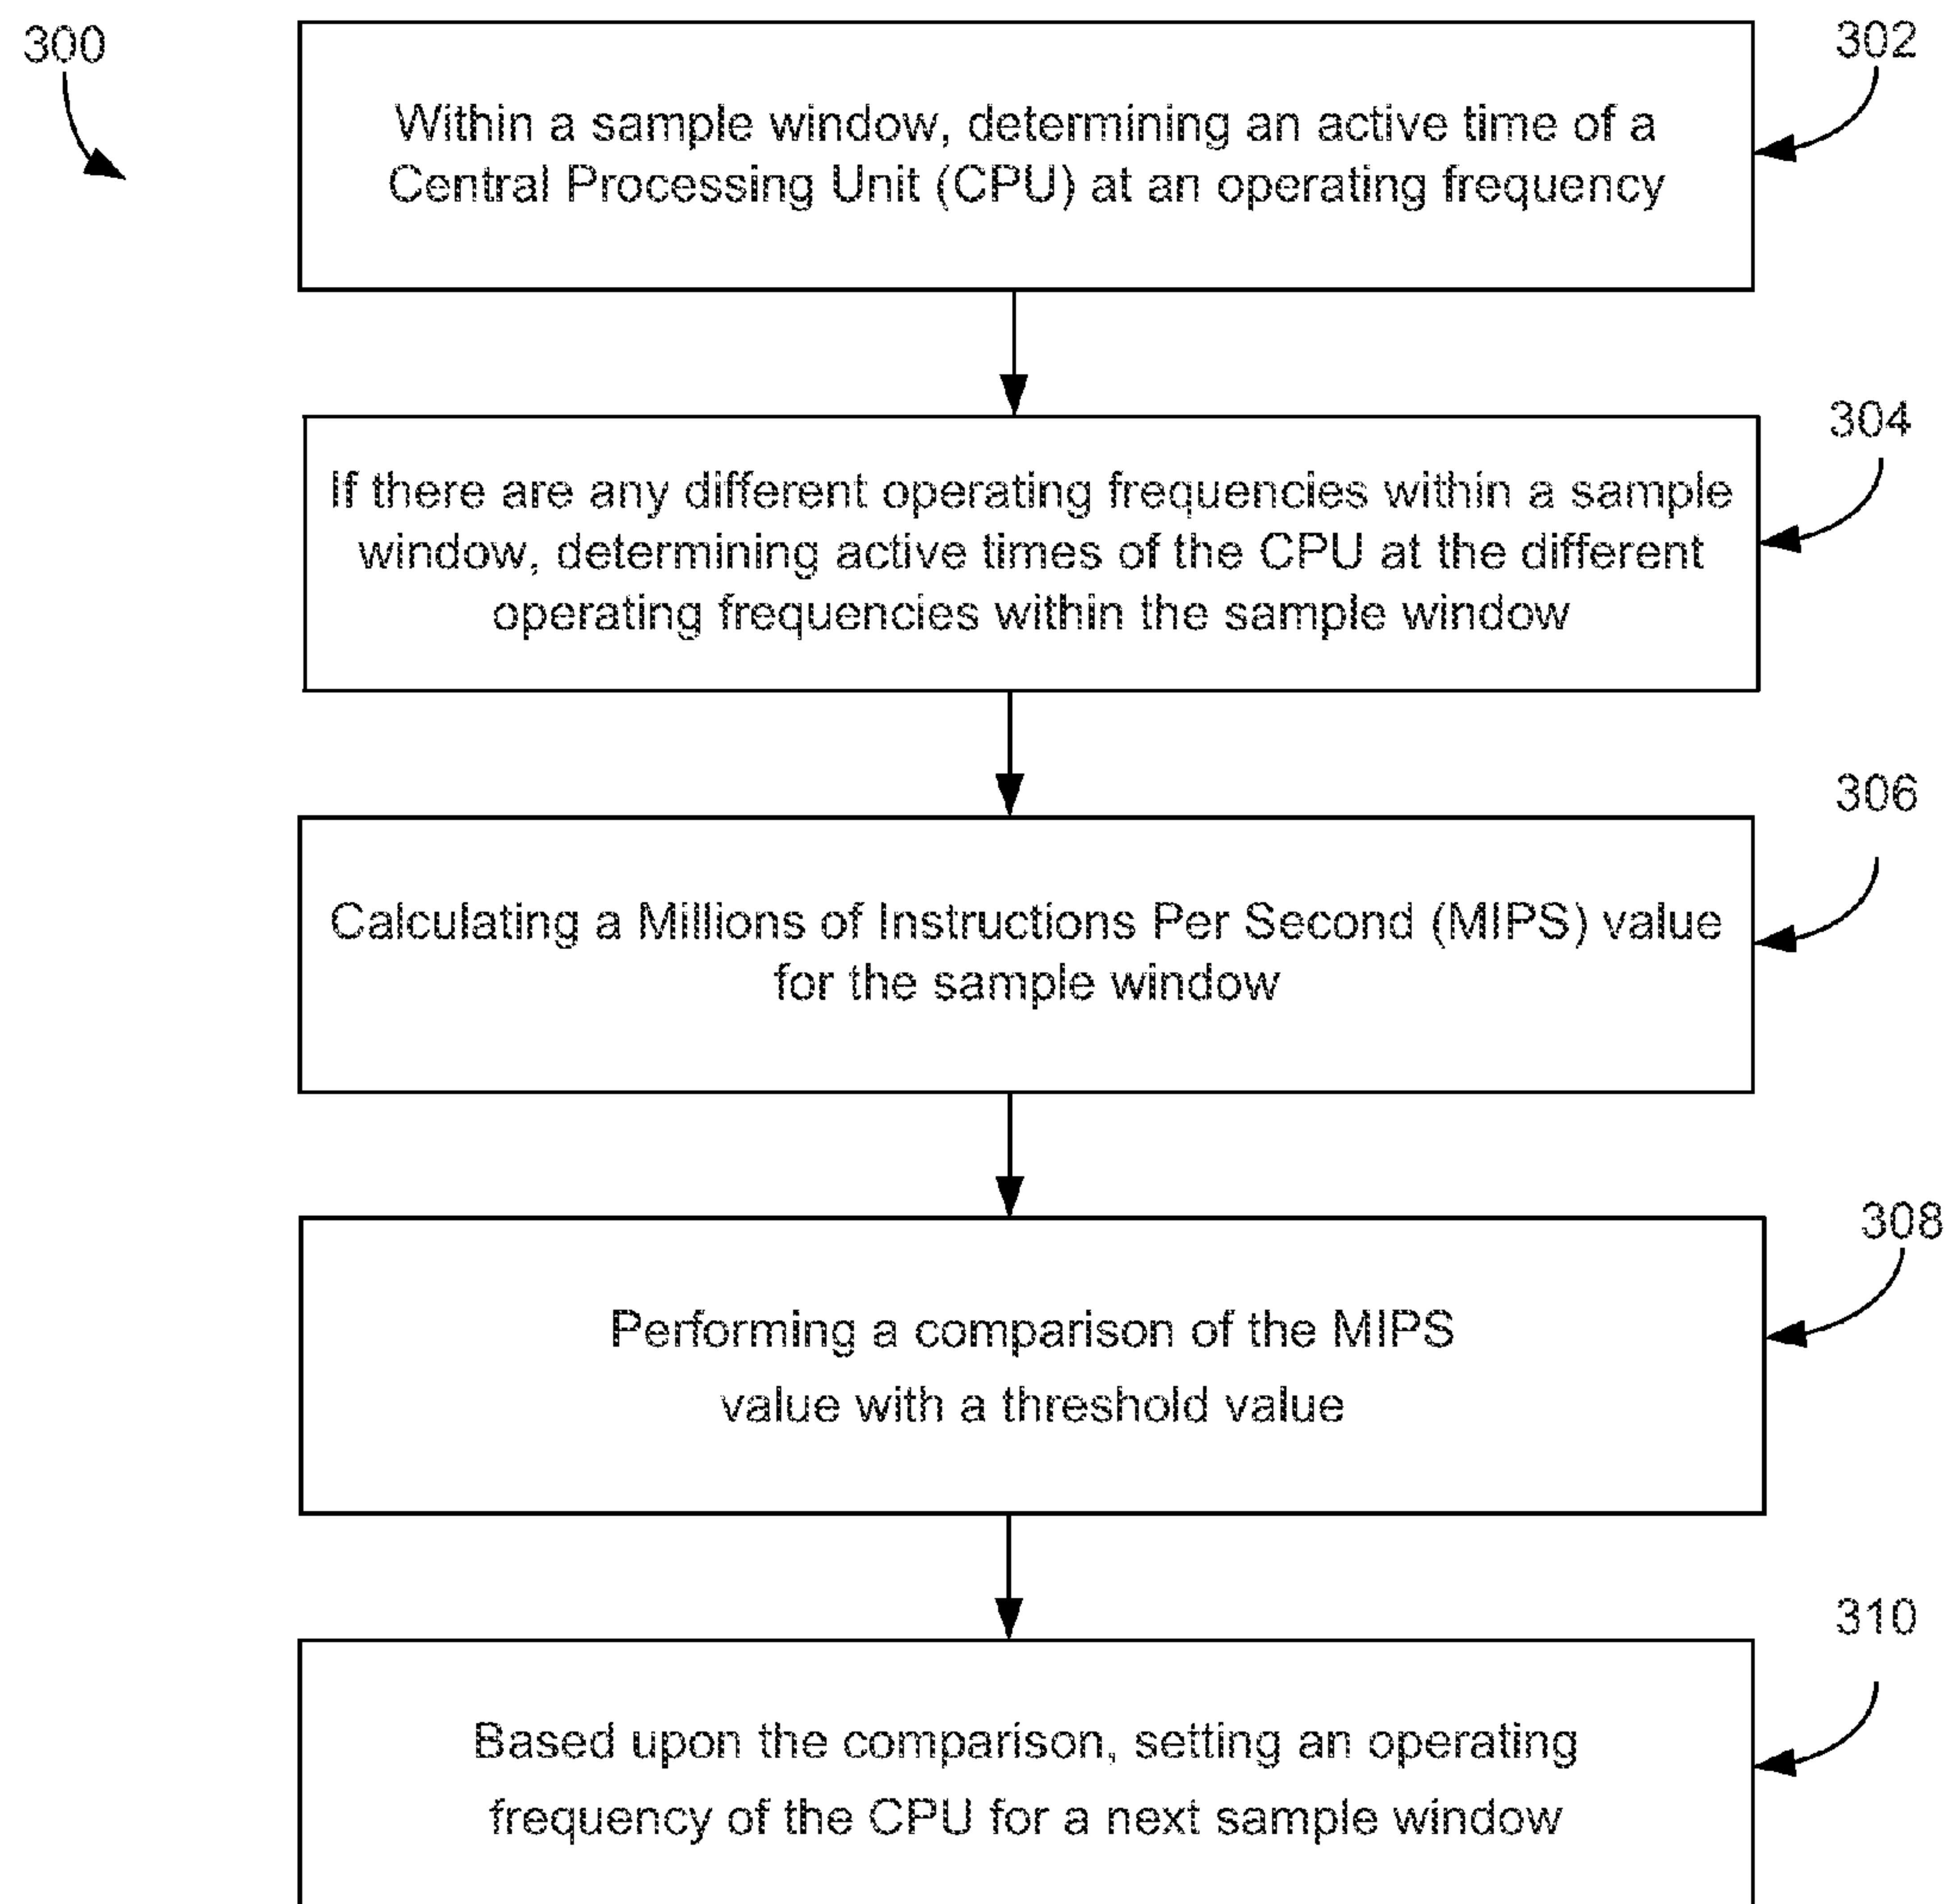 300
302
Within a sample window, determining an active time of a
Central Processing Unit (CPU) at an operating frequency
304
If there are any different operating frequencies within a sample
window, determining active times of the CPU at the different
operating frequencies within the sample window
306
Calculating a Millions of Instructions Per Second (MIPS) value
for the sample window
308
Performing a comparison of the MIPS
value with a threshold value
310
Based upon the comparison, setting an operating
frequency of the CPU for a next sample window